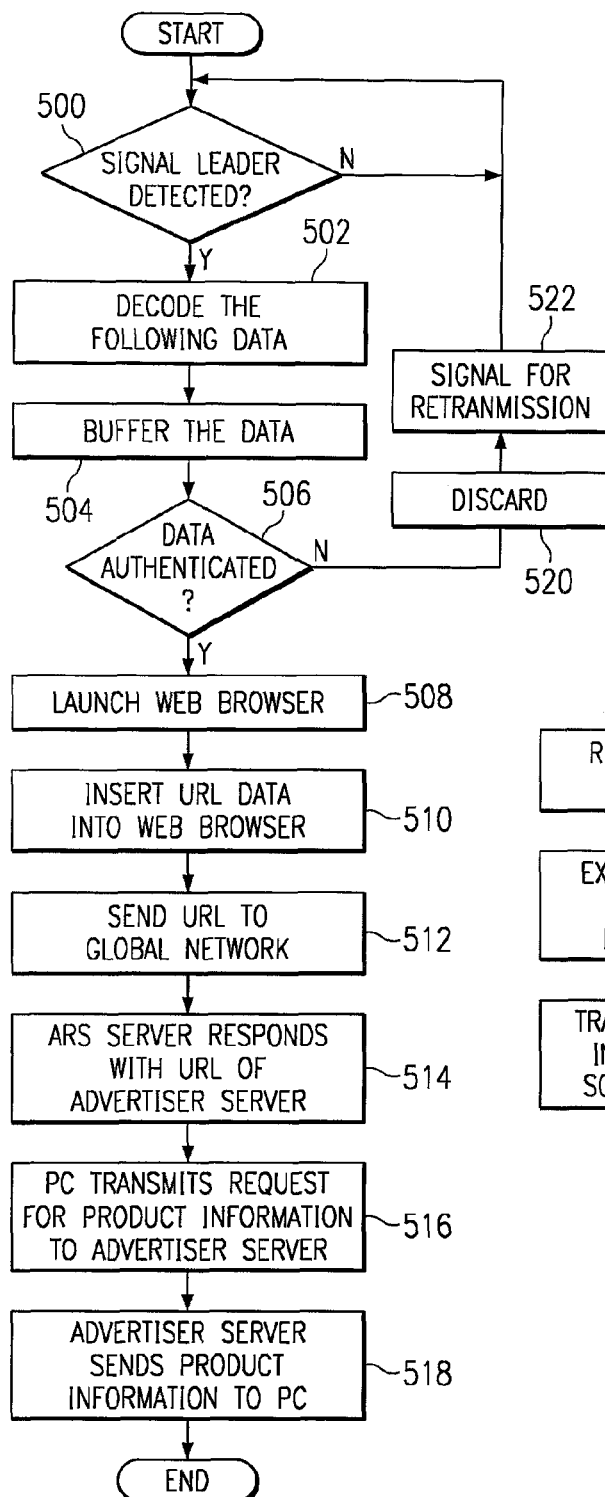 START
500
SIGNAL LEADER
DETECTED?
N
Y
502
DECODE THE
FOLLOWING DATA
522
SIGNAL FOR
RETRANMISSION
BUFFER THE DATA
504
506
DATA
AUTHENTICATED
?
N
DISCARD
520
Y
LAUNCH WEB BROWSER
508
INSERT URL DATA
INTO WEB BROWSER
510
SEND URL TO
GLOBAL NETWORK
512
ARS SERVER RESPONDS
WITH URL OF
ADVERTISER SERVER
514
PC TRANSMITS REQUEST
FOR PRODUCT INFORMATION
TO ADVERTISER SERVER
516
ADVERTISER SERVER
SENDS PRODUCT
INFORMATION TO PC
518
END